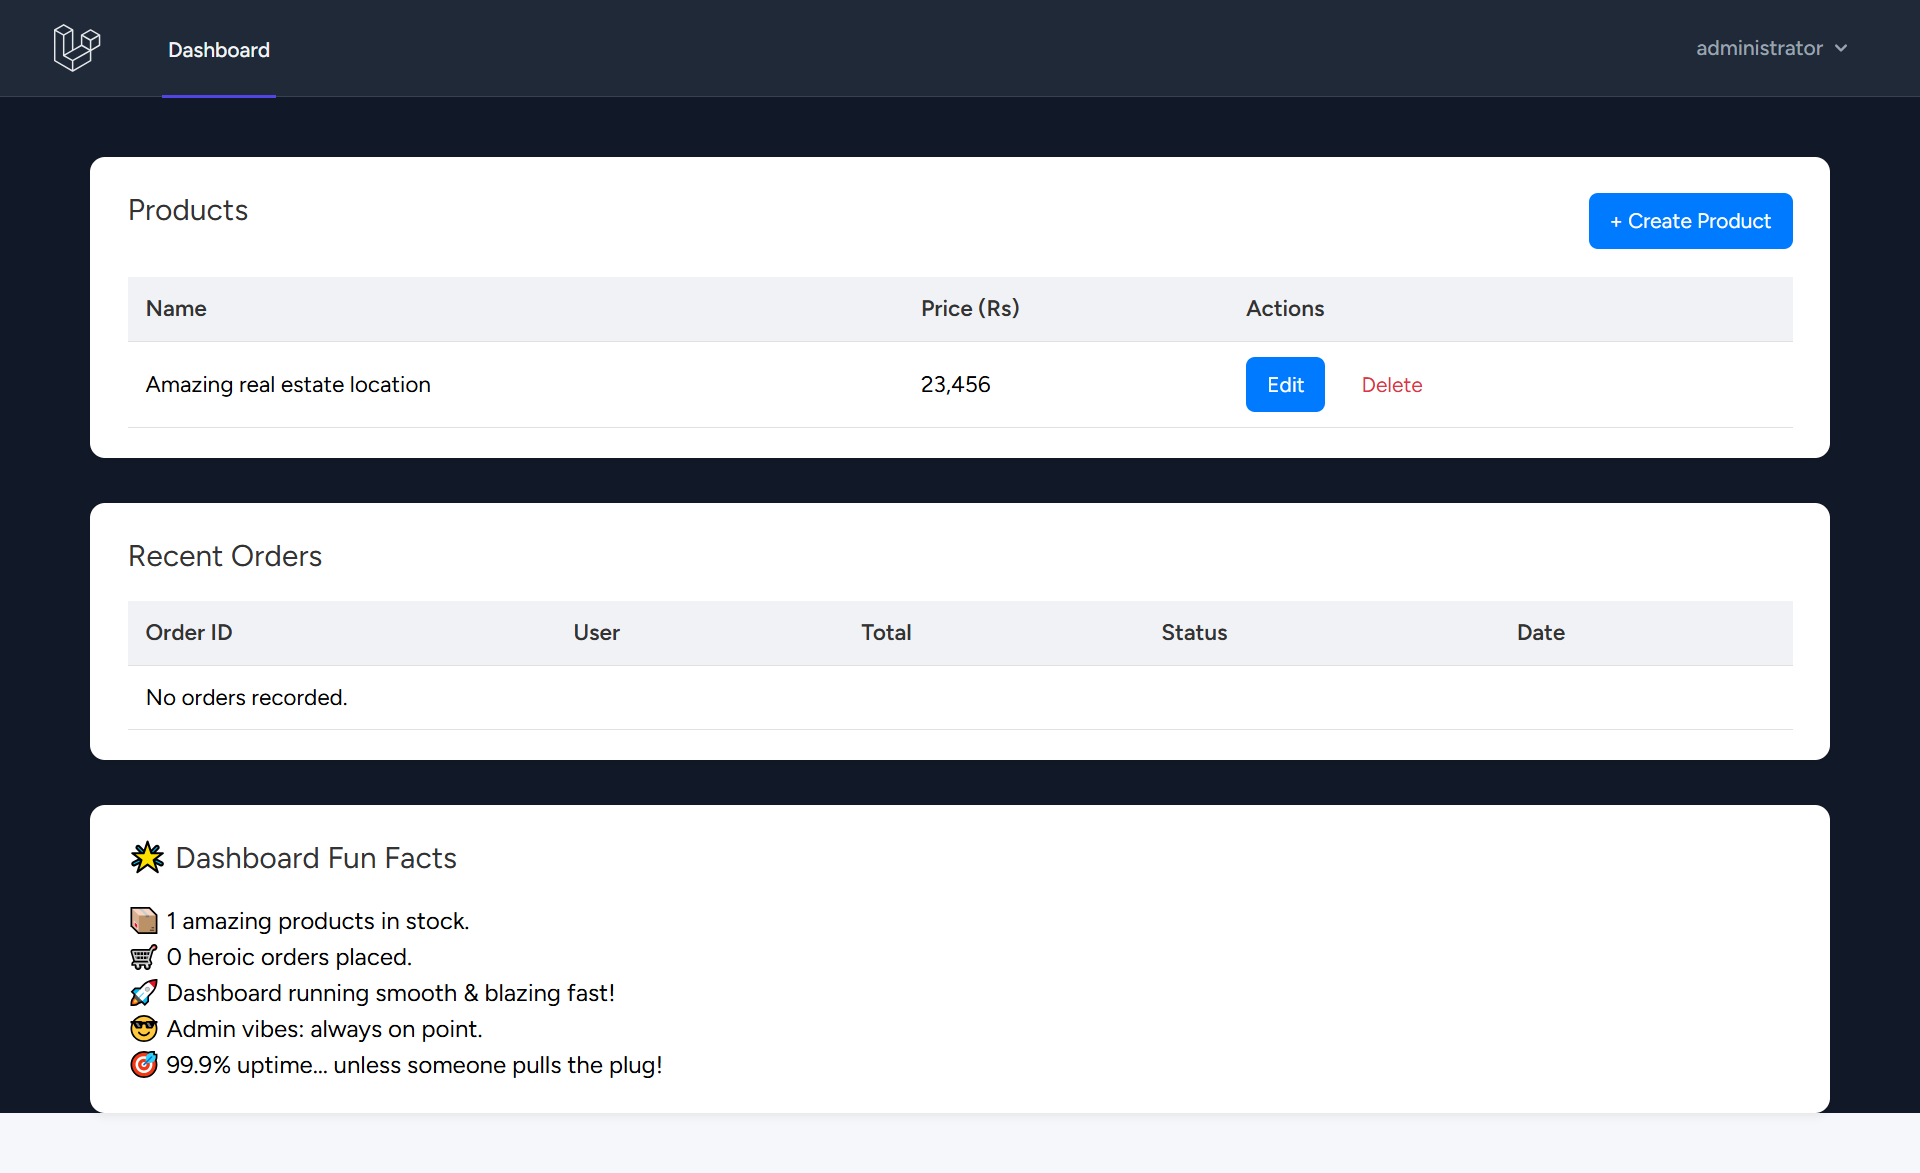 Dashboard
administrator
Products
+ Create Product
Name Price (Rs) Actions
Amazing real estate location 23,456 Edit Delete
Recent Orders
Order ID User Total Status Date
No orders recorded.
🌟 Dashboard Fun Facts
📦 1 amazing products in stock.
🛒 0 heroic orders placed.
🚀 Dashboard running smooth & blazing fast!
😎 Admin vibes: always on point.
🎯 99.9% uptime... unless someone pulls the plug!